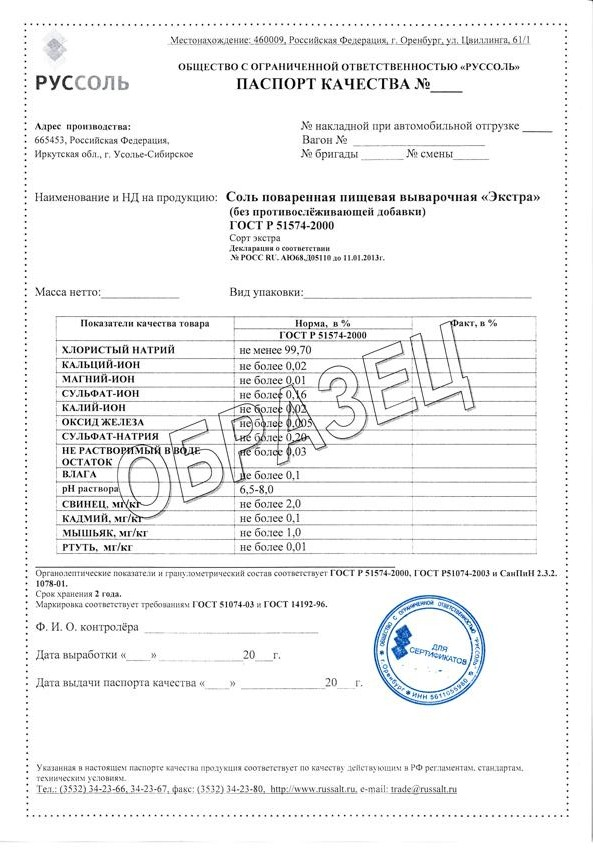 Местонахождение: 460009, Российская Федерация, г. Оренбург, ул. Цвиллинга, 61/1
РУССОЛЬ
ОБЩЕСТВО С ОГРАНИЧЕННОЙ ОТВЕТСТВЕННОСТЬЮ «РУССОЛЬ»
ПАСПОРТ КАЧЕСТВА №____
Адрес производства:
665453, Российская Федерация,
Иркутская обл., г. Усолье-Сибирское
№ накладной при автомобильной отгрузке _____
Вагон № ______________________
№ бригады _______ № смены______
Наименование и НД на продукцию: Соль поваренная пищевая выварочная «Экстра»
(без противослёживающей добавки)
ГОСТ Р 51574-2000
Сорт экстра
Декларация о соответствии
№ РОСС RU. АЮ68.Д05110 до 11.01.2013г.
Масса нетто:_____________ Вид упаковки:______________________________________
Показатели качества товара Норма, в % Факт, в %
ГОСТ Р 51574-2000
ХЛОРИСТЫЙ НАТРИЙ не менее 99,70
КАЛЬЦИЙ-ИОН не более 0,02
МАГНИЙ-ИОН не более 0,01
СУЛЬФАТ-ИОН не более 0,16
КАЛИЙ-ИОН не более 0,02
ОКСИД ЖЕЛЕЗА не более 0,005
СУЛЬФАТ-НАТРИЯ не более 0,20
НЕ РАСТВОРИМЫЙ В ВОДЕ ОСТАТОК не более 0,03
ВЛАГА не более 0,1
pH раствора 6,5-8,0
СВИНЕЦ, мг/кг не более 2,0
КАДМИЙ, мг/кг не более 0,1
МЫШЬЯК, мг/кг не более 1,0
РТУТЬ, мг/кг не более 0,01
ОБРАЗЕЦ
Органолептические показатели и гранулометрический состав соответствует ГОСТ Р 51574-2000, ГОСТ Р51074-2003 и СанПиН 2.3.2.
1078-01.
Срок хранения 2 года.
Маркировка соответствует требованиям ГОСТ 51074-03 и ГОСТ 14192-96.
Ф. И. О. контролёра _____________________________
Дата выработки «____» ______________20___г.
Дата выдачи паспорта качества «____» ______________20___г.
ОБЩЕСТВО С ОГРАНИЧЕННОЙ ОТВЕТСТВЕННОСТЬЮ "РУССОЛЬ"
ДЛЯ
СЕРТИФИКАТОВ
г.Оренбург ИНН 5611055980
Указанная в настоящем паспорте качества продукция соответствует по качеству действующим в РФ регламентам, стандартам,
техническим условиям.
Тел.: (3532) 34-23-66, 34-23-67, факс: (3532) 34-23-80, http://www.russalt.ru, e-mail: trade@russalt.ru